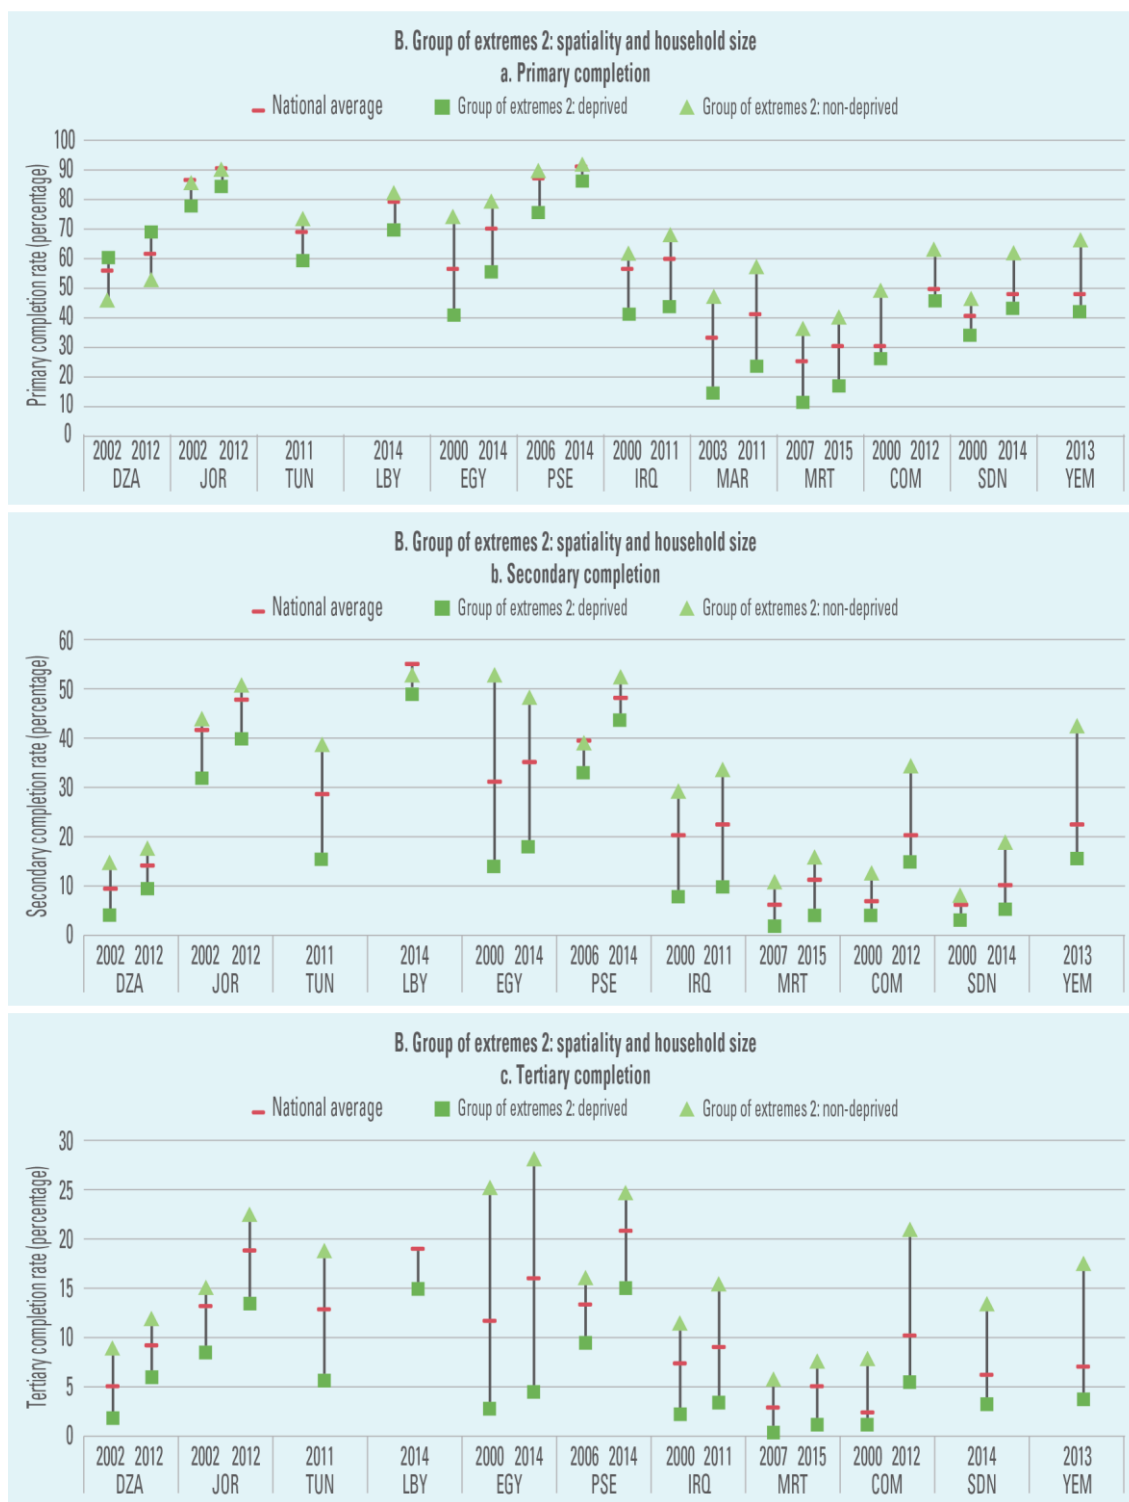 B. Group of extremes 2: spatiality and household size
a. Primary completion
National average Group of extremes 2: deprived Group of extremes 2: non-deprived
Primary completion rate (percentage)
100
90
80
70
60
50
40
30
20
10
0
2002 2012 2002 2012 2011 2014 2000 2014 2006 2014 2000 2011 2003 2011 2007 2015 2000 2012 2000 2014 2013
DZA JOR TUN LBY EGY PSE IRQ MAR MRT COM SDN YEM
B. Group of extremes 2: spatiality and household size
b. Secondary completion
National average Group of extremes 2: deprived Group of extremes 2: non-deprived
Secondary completion rate (percentage)
60
50
40
30
20
10
0
2002 2012 2002 2012 2011 2014 2000 2014 2006 2014 2000 2011 2007 2015 2000 2012 2000 2014 2013
DZA JOR TUN LBY EGY PSE IRQ MRT COM SDN YEM
B. Group of extremes 2: spatiality and household size
c. Tertiary completion
National average Group of extremes 2: deprived Group of extremes 2: non-deprived
Tertiary completion rate (percentage)
30
25
20
15
10
5
0
2002 2012 2002 2012 2011 2014 2000 2014 2006 2014 2000 2011 2007 2015 2000 2012 2014 2013
DZA JOR TUN LBY EGY PSE IRQ MRT COM SDN YEM